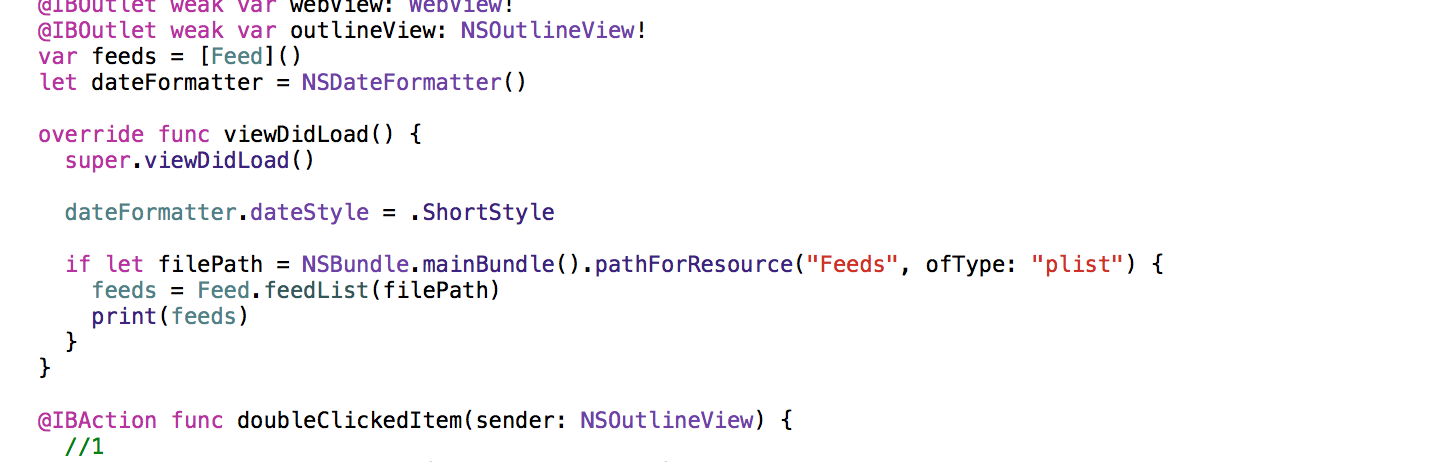 @IBOutlet weak var webView: WebView!
@IBOutlet weak var outlineView: NSOutlineView!
var feeds = [Feed]()
let dateFormatter = NSDateFormatter()
override func viewDidLoad() {
super.viewDidLoad()
dateFormatter.dateStyle = .ShortStyle
if let filePath = NSBundle.mainBundle().pathForResource("Feeds", ofType: "plist") {
feeds = Feed.feedList(filePath)
print(feeds)
}
}
@IBAction func doubleClickedItem(sender: NSOutlineView) {
//1